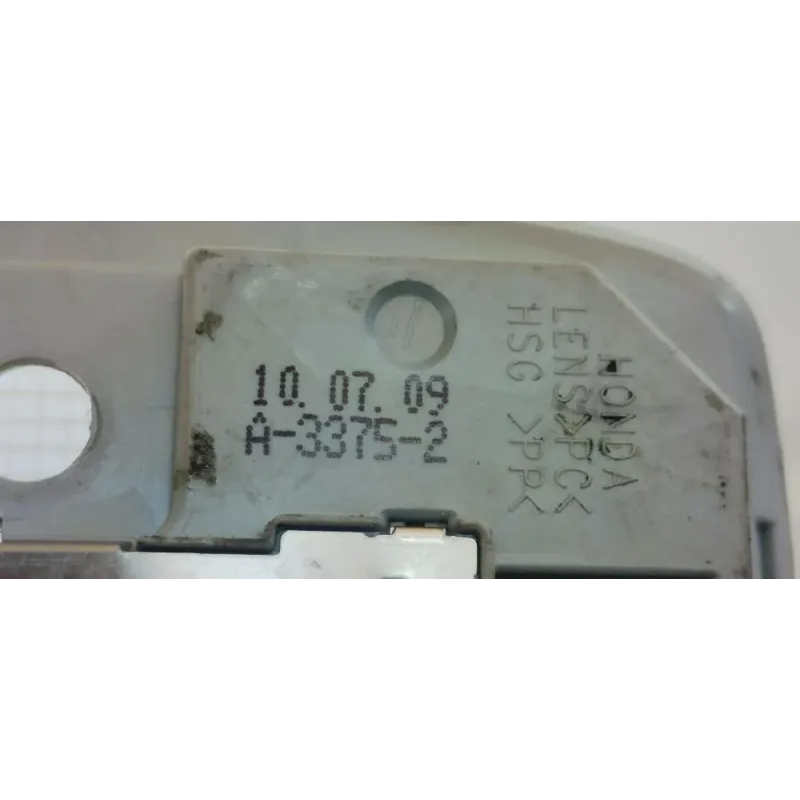 10. 07. 09
H-3375-2
HONDA
LENS >PC<
HSG >PP<